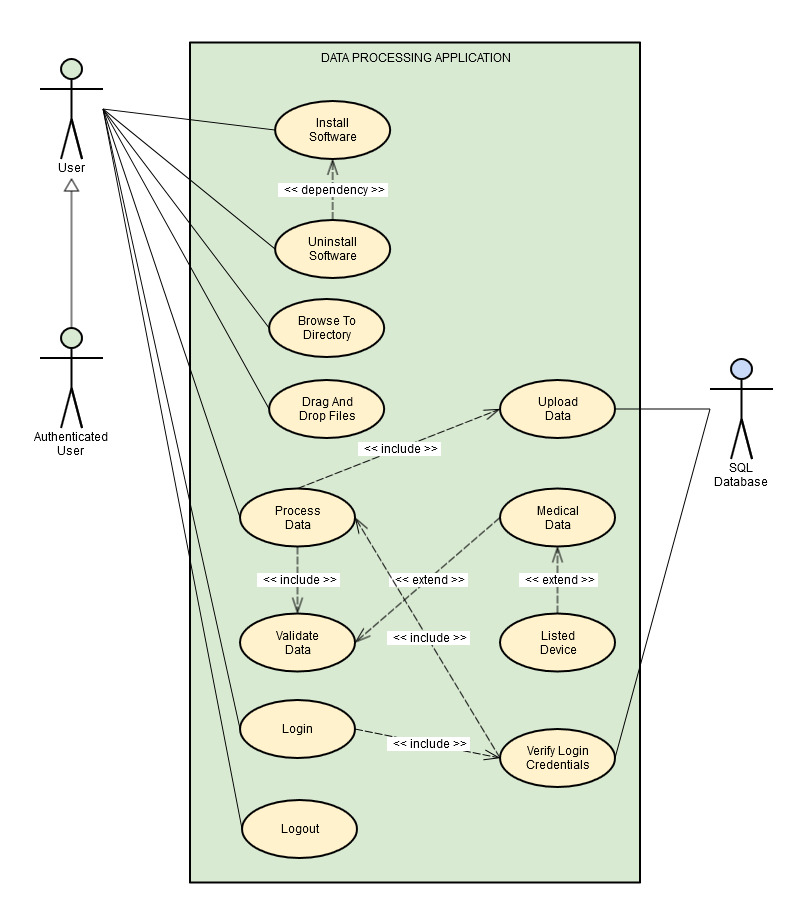 DATA PROCESSING APPLICATION
Install
Software
User
<< dependency >>
Uninstall
Software
Browse To
Directory
Drag And
Drop Files
Upload
Data
Authenticated
User
<< include >>
SQL
Database
Process
Data
Medical
Data
<< include >>
<< extend >>
<< extend >>
Validate
Data
<< include >>
Listed
Device
Login
<< include >>
Verify Login
Credentials
Logout